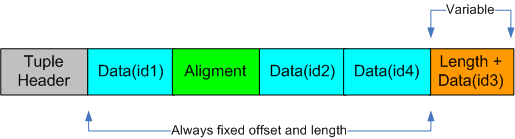 Variable
Tuple
Header
Data(id1)
Aligment
Data(id2)
Data(id4)
Length +
Data(id3)
Always fixed offset and length